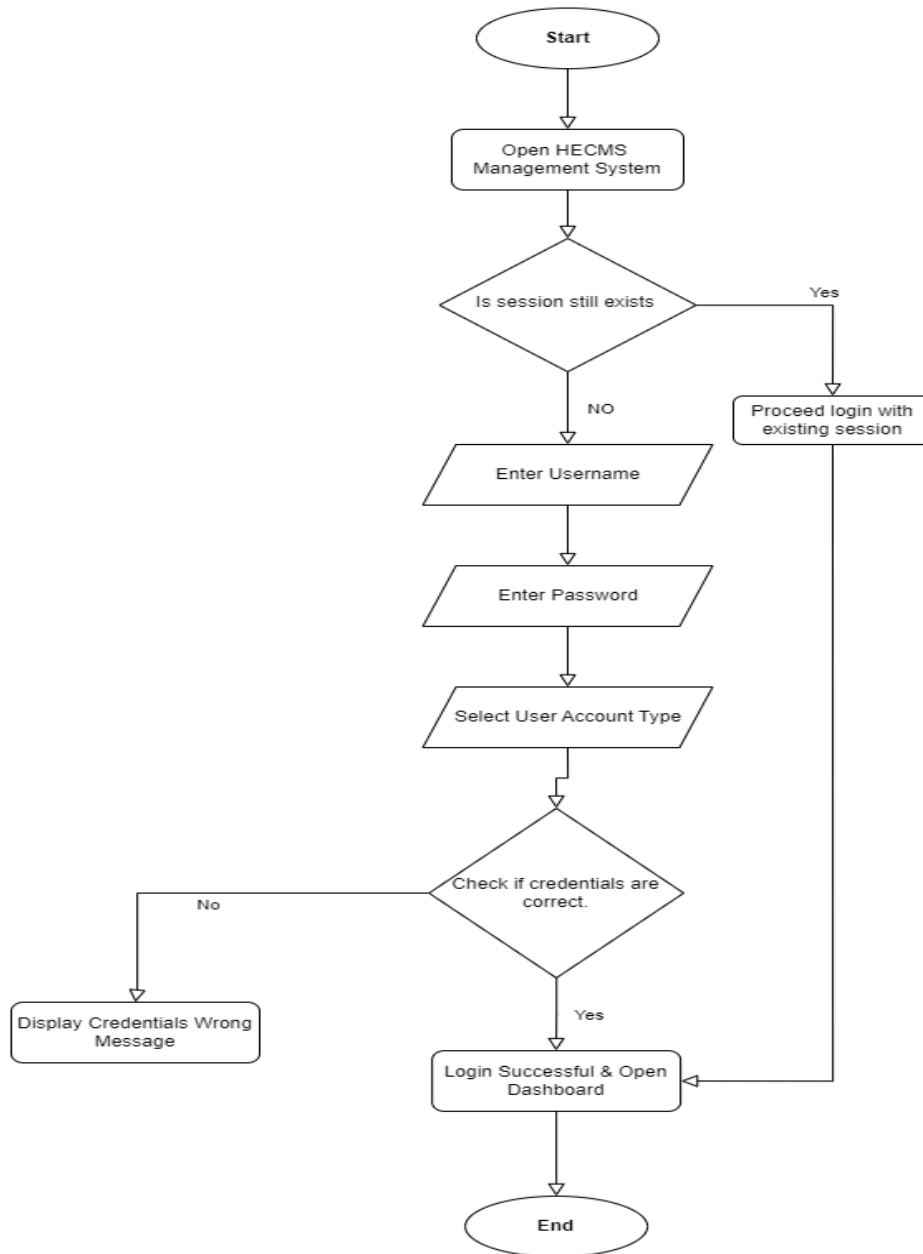 Start
Open HECMS
Management System
Is session still exists
Yes
NO
Proceed login with
existing session
Enter Username
Enter Password
Select User Account Type
Check if credentials are
correct.
No
Display Credentials Wrong
Message
Yes
Login Successful & Open
Dashboard
End